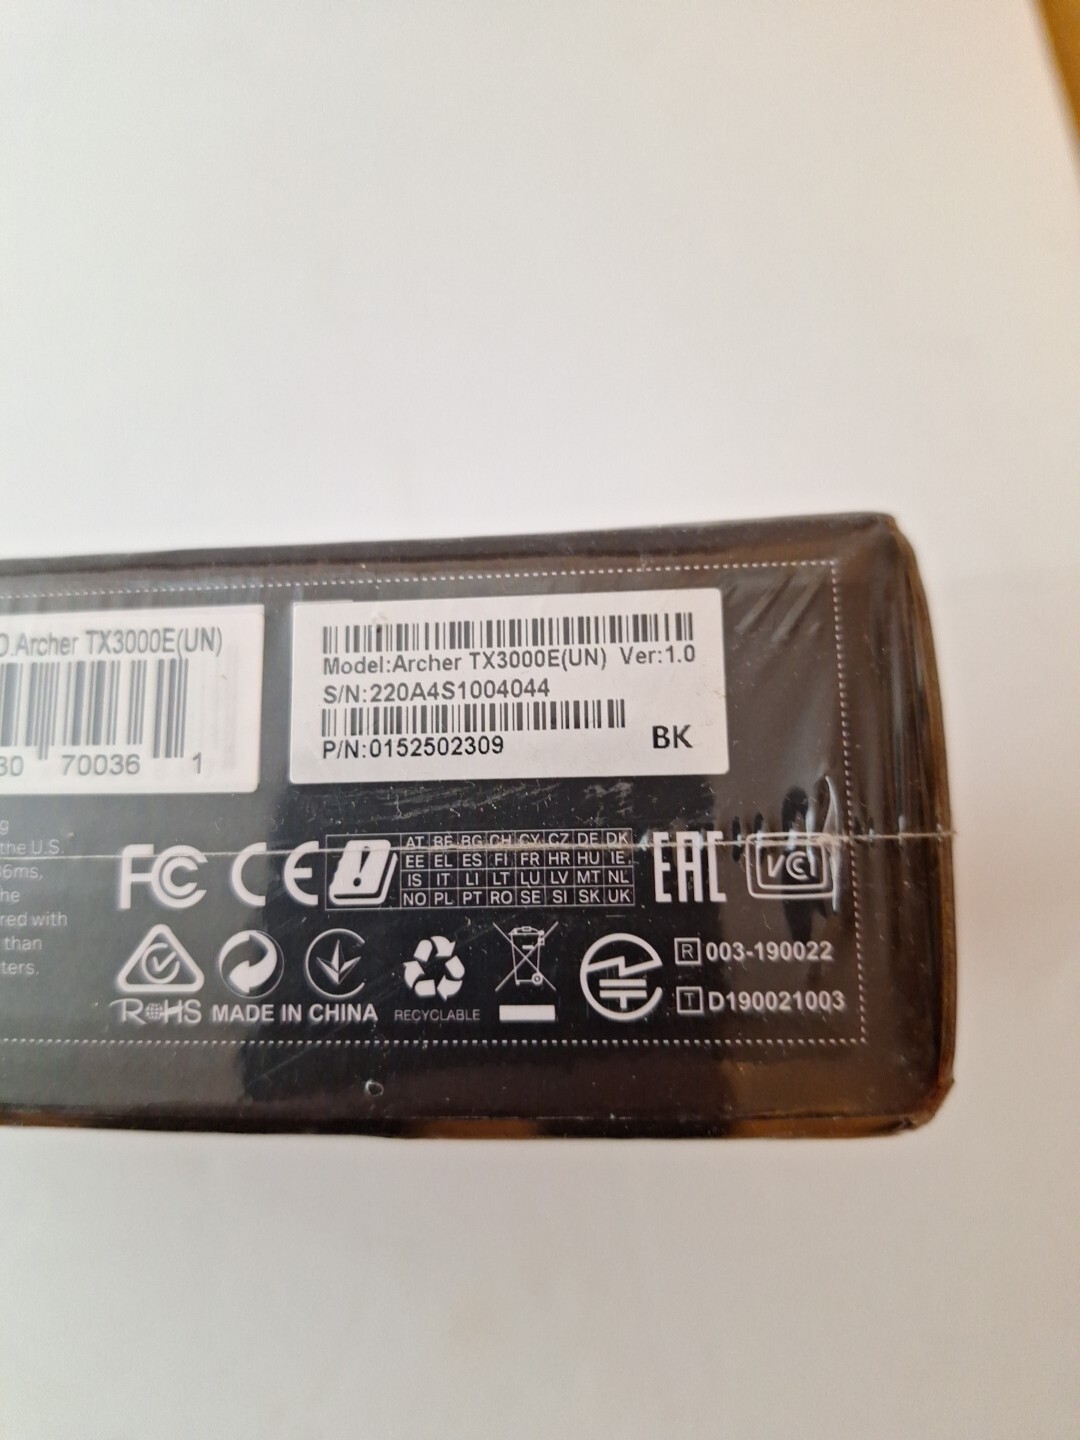 O.Archer TX3000E(UN)
30 70036 1
Model:Archer TX3000E(UN) Ver:1.0
S/N:220A4S1004044
P/N:0152502309
BK
the U.S.
6ms,
he
red with
than
ters.
FC CE
AT BE BG CH CY CZ DE DK
EE EL ES FI FR HR HU IE
IS IT LI LT LU LV MT NL
NO PL PT RO SE SI SK UK
EAC
VCCI
RoHS MADE IN CHINA
RECYCLABLE
R 003-190022
T D190021003